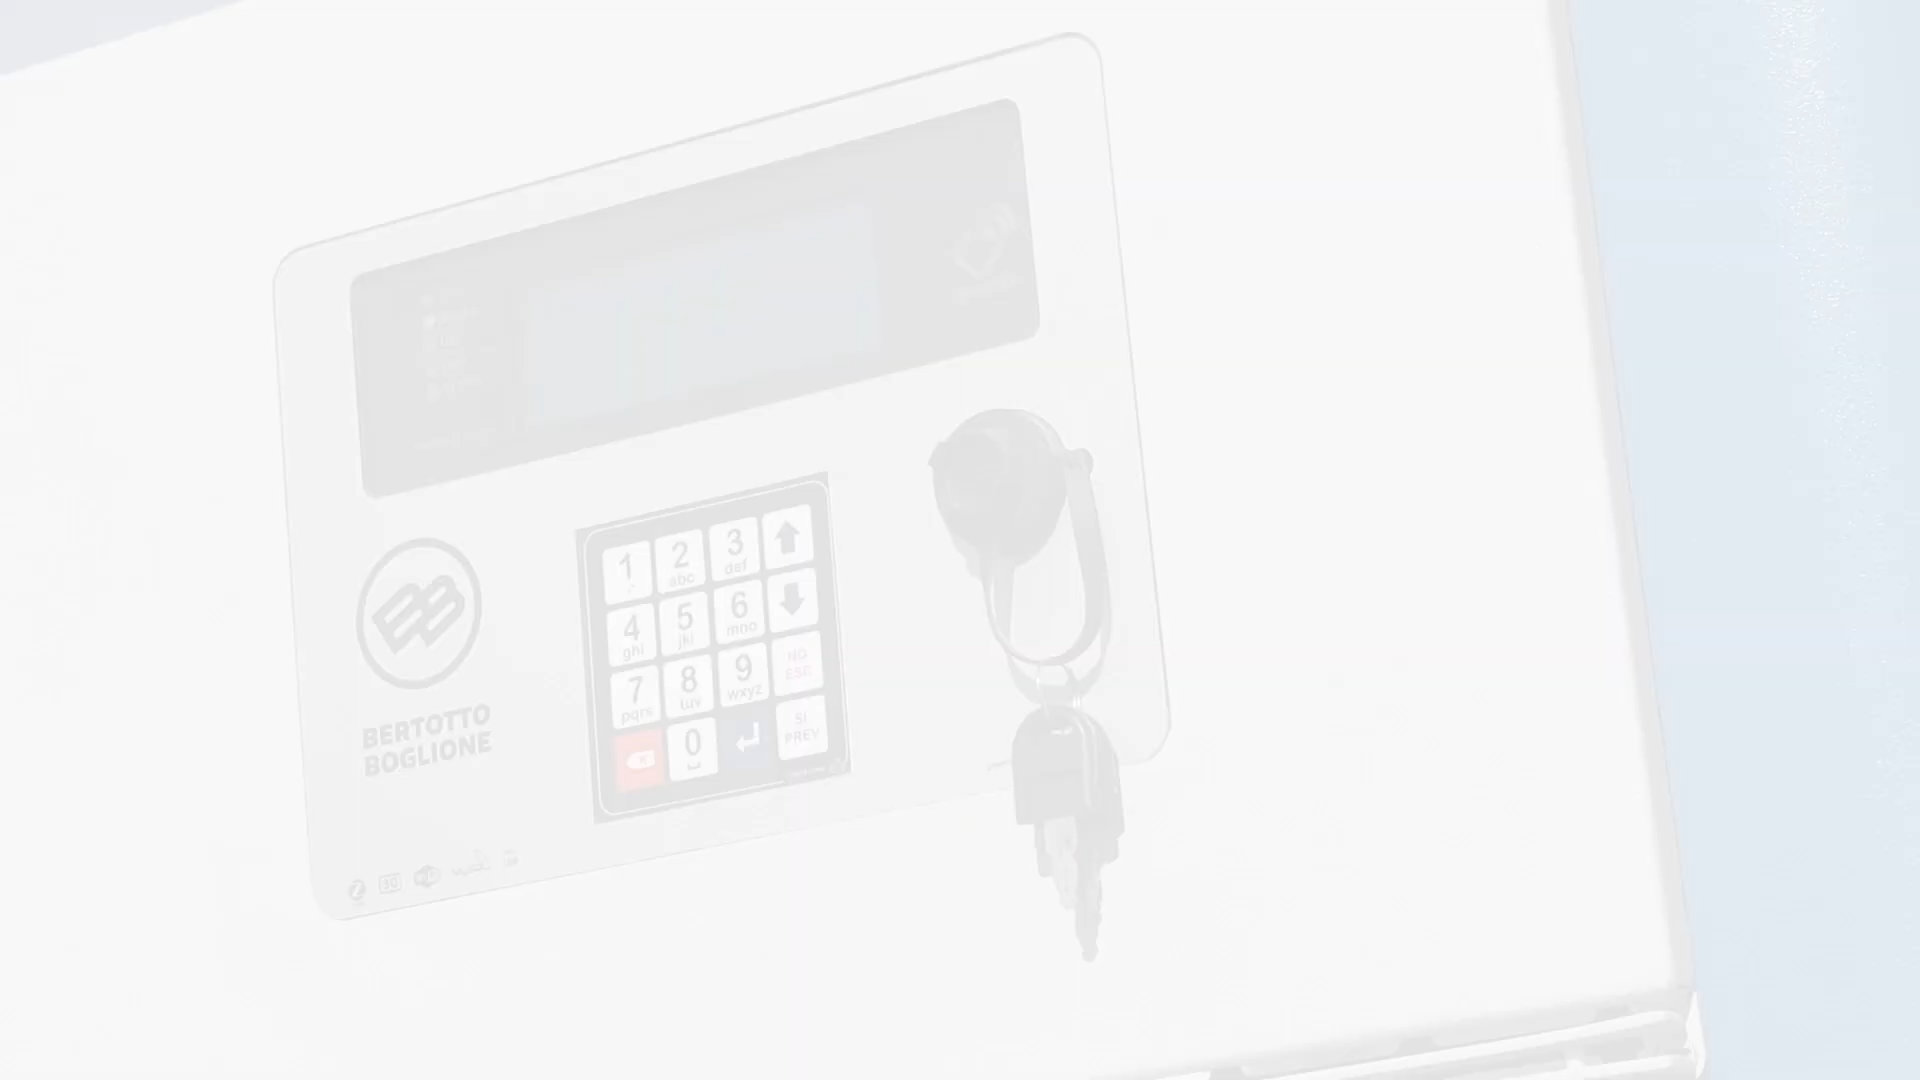 BERTOTTO
BOGLIONE
1
2
abc
3
def
4
ghi
5
jkl
6
mno
NO
ESC
7
pqrs
8
tuv
9
wxyz
SI
PREV
0
3G